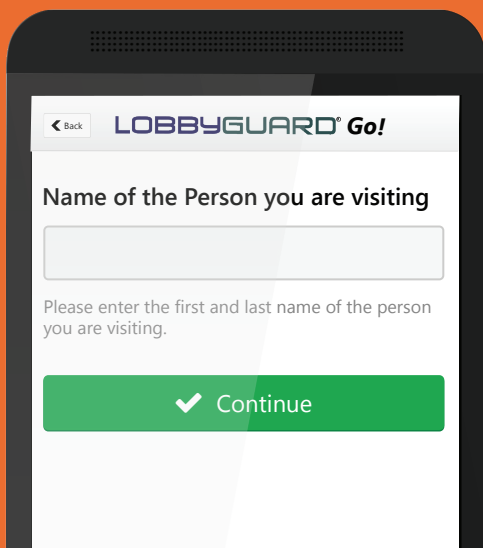 Back
LOBBYGUARD® Go!
Name of the Person you are visiting
Please enter the first and last name of the person
you are visiting.
Continue